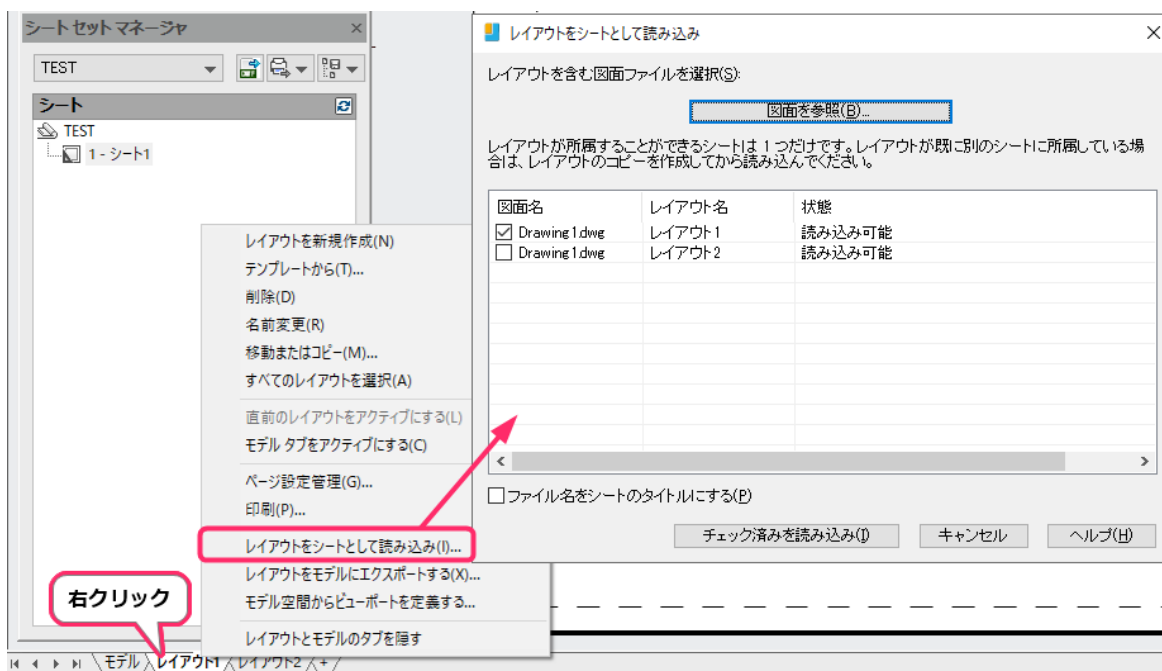 シート セット マネージャ
TEST
シート
TEST
1 - シート1
レイアウトを新規作成(N)
テンプレートから(T)...
削除(D)
名前変更(R)
移動またはコピー(M)...
すべてのレイアウトを選択(A)
直前のレイアウトをアクティブにする(L)
モデル タブをアクティブにする(C)
ページ設定管理(G)...
印刷(P)...
レイアウトをシートとして読み込み(I)...
レイアウトをモデルにエクスポートする(X)...
モデル空間からビューポートを定義する...
レイアウトとモデルのタブを隠す
右クリック
モデル レイアウト1 レイアウト2 +
レイアウトをシートとして読み込み
レイアウトを含む図面ファイルを選択(S):
図面を参照(B)...
レイアウトが所属することができるシートは 1 つだけです。レイアウトが既に別のシートに所属している場
合は、レイアウトのコピーを作成してから読み込んでください。
図面名 レイアウト名 状態
Drawing1.dwg レイアウト1 読み込み可能
Drawing1.dwg レイアウト2 読み込み可能
ファイル名をシートのタイトルにする(P)
チェック済みを読み込み(I) キャンセル ヘルプ(H)